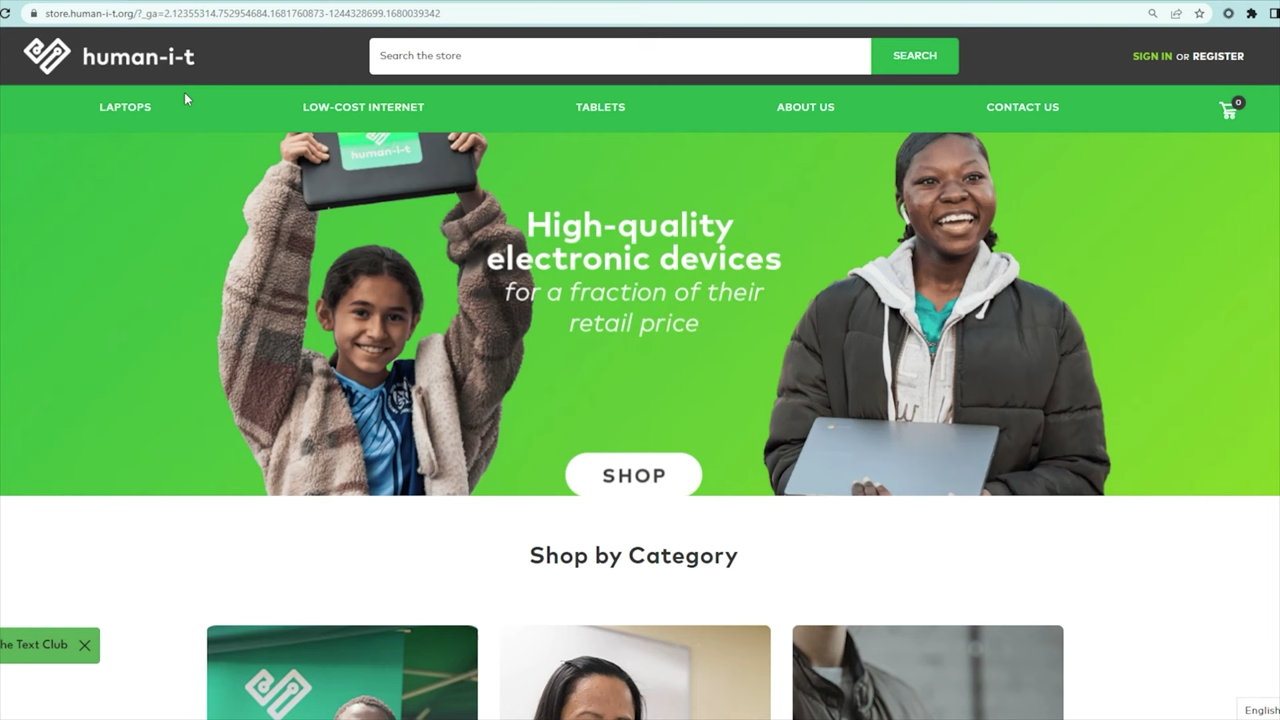 store.human-i-t.org/?_ga=2.12355314.752954684.1681760873-1244328699.1680039342
human-i-t
Search the store
SEARCH
SIGN IN OR REGISTER
LAPTOPS
LOW-COST INTERNET
TABLETS
ABOUT US
CONTACT US
0
human-i-t
High-quality
electronic devices
for a fraction of their
retail price
SHOP
Shop by Category
he Text Club
English